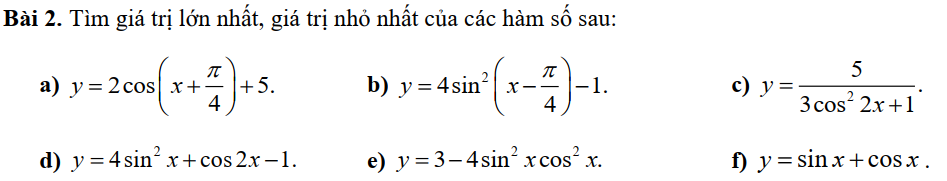 Bài 2. Tìm giá trị lớn nhất, giá trị nhỏ nhất của các hàm số sau:
a) y = 2cos(x + π/4) + 5. b) y = 4sin²(x − π/4) − 1. c) y = 5/(3cos² 2x + 1).
d) y = 4sin² x + cos 2x − 1. e) y = 3 − 4sin² x cos² x. f) y = sin x + cos x .